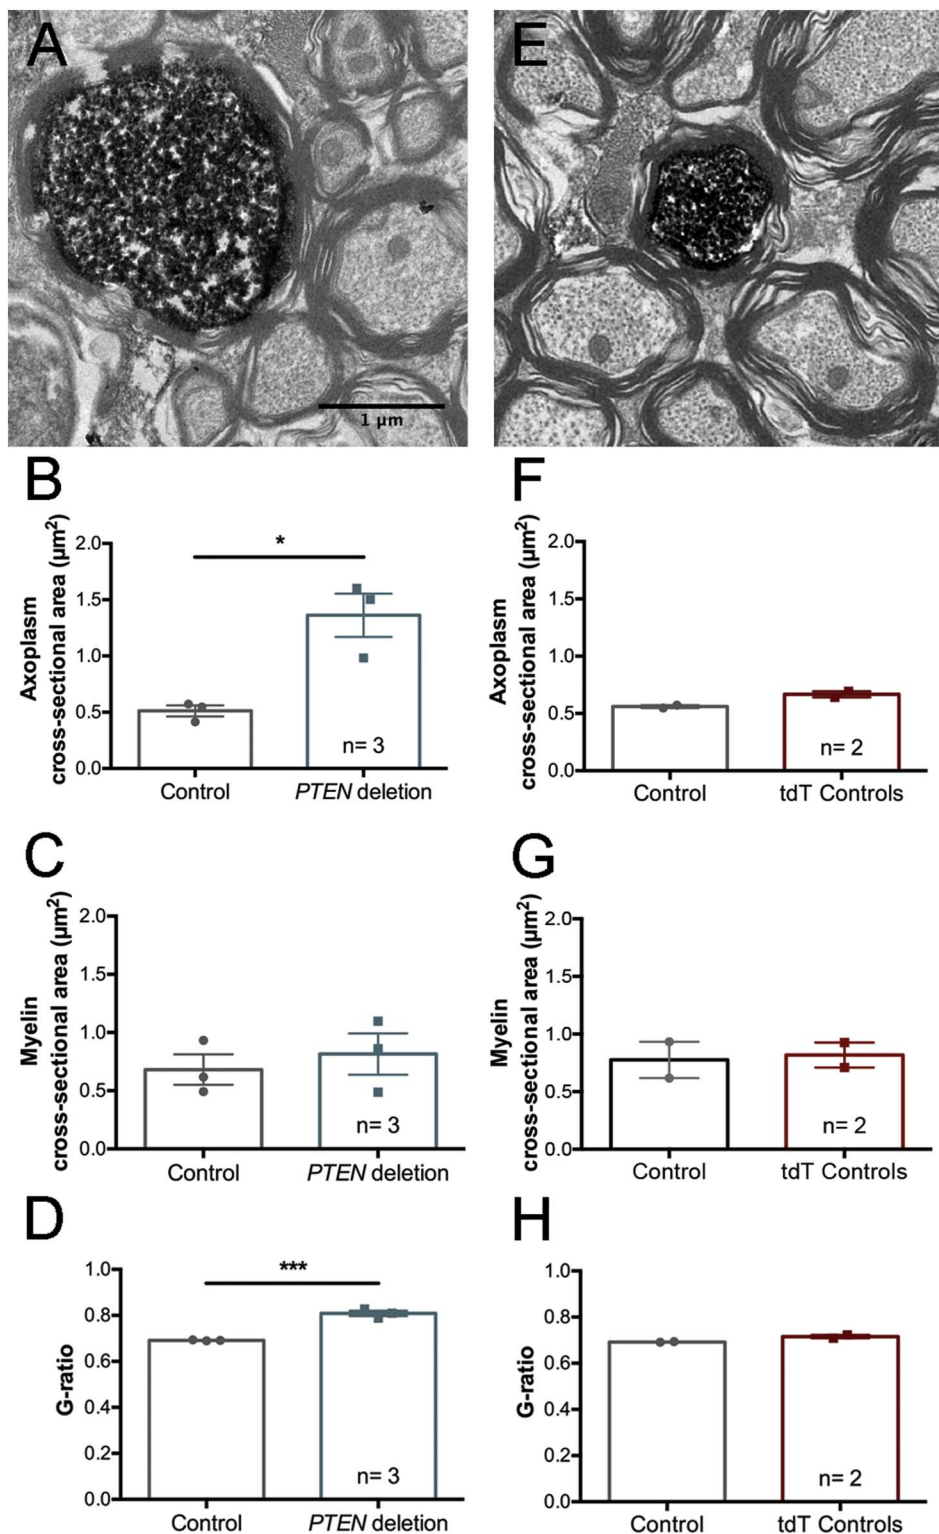 A
E
1 µm
B
Axoplasm
cross-sectional area (µm²)
2.0
1.5
1.0
0.5
0.0
*
n= 3
Control
PTEN deletion
F
Axoplasm
cross-sectional area (µm²)
2.0
1.5
1.0
0.5
0.0
n= 2
Control
tdT Controls
C
Myelin
cross-sectional area (µm²)
2.0
1.5
1.0
0.5
0.0
n= 3
Control
PTEN deletion
G
Myelin
cross-sectional area (µm²)
2.0
1.5
1.0
0.5
0.0
n= 2
Control
tdT Controls
D
G-ratio
1.0
0.8
0.6
0.4
0.2
0.0
***
n= 3
Control
PTEN deletion
H
G-ratio
1.0
0.8
0.6
0.4
0.2
0.0
n= 2
Control
tdT Controls